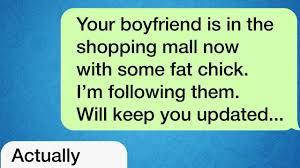 Your boyfriend is in the
shopping mall now
with some fat chick.
I'm following them.
Will keep you updated...
Actually